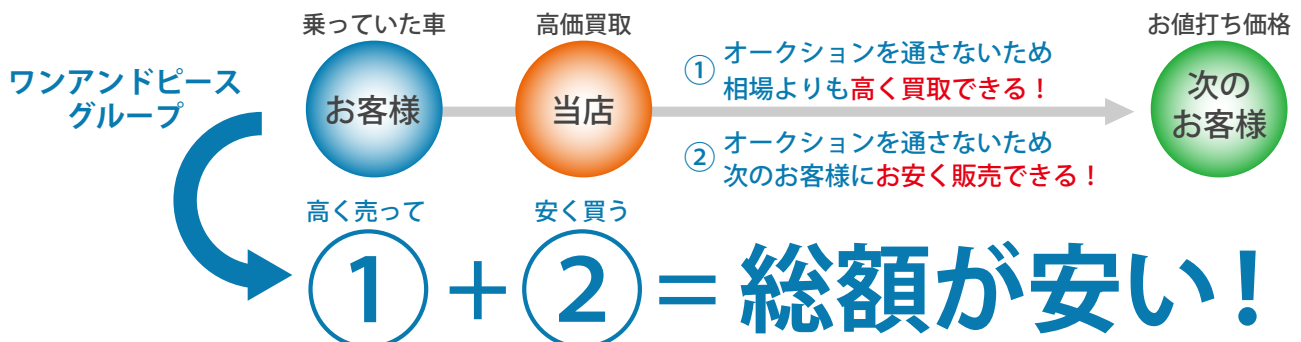 乗っていた車
高価買取
お値打ち価格
ワンアンドピース
グループ
お客様
当店
① オークションを通さないため
相場よりも高く買取できる！
② オークションを通さないため
次のお客様にお安く販売できる！
次の
お客様
高く売って
安く買う
①＋②＝総額が安い！